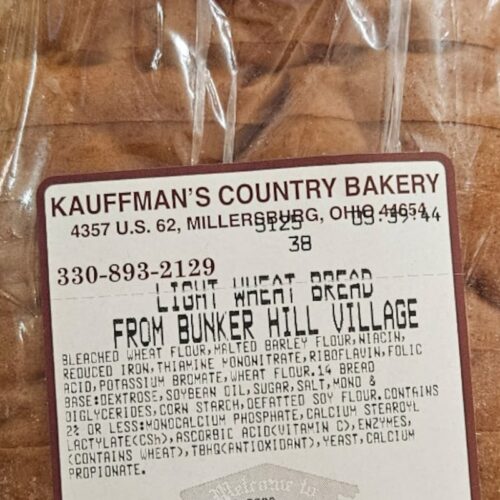 KAUFFMAN'S COUNTRY BAKERY
4357 U.S. 62, MILLERSBURG, OHIO 44654
38
330-893-2129
LIGHT WHEAT BREAD
FROM BUNKER HILL VILLAGE
BLEACHED WHEAT FLOUR,MALTED BARLEY FLOUR,NIACIN,
REDUCED IRON,THIAMINE MONONITRATE,RIBOFLAVIN,FOLIC
ACID,POTASSIUM BROMATE,WHEAT FLOUR.14 BREAD
BASE:DEXTROSE,SOYBEAN OIL,SUGAR,SALT,MONO &
DIGLYCERIDES,CORN STARCH,DEFATTED SOY FLOUR.CONTAINS
2% OR LESS:MONOCALCIUM PHOSPHATE,CALCIUM STEAROYL
LACTYLATE(CSL),ASCORBIC ACID(VITAMIN C),ENZYMES,
(CONTAINS WHEAT),TBHQ(ANTIOXIDANT),YEAST,CALCIUM
PROPIONATE.
Welcome to